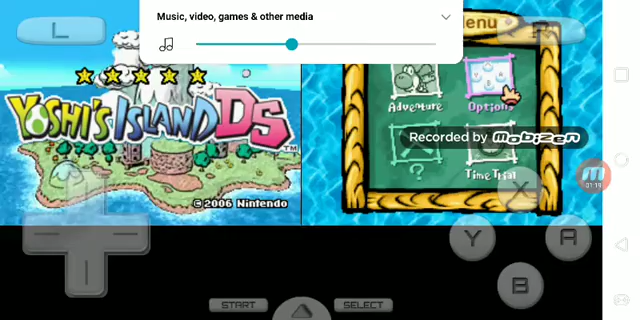 Music, video, games & other media
L
Menu
YOSHI'S ISLAND DS
TM
© 2006 Nintendo
Adventure
Options
Recorded by mobizen
?
Time Trial
M
01:19
X
Y
A
B
START
SELECT